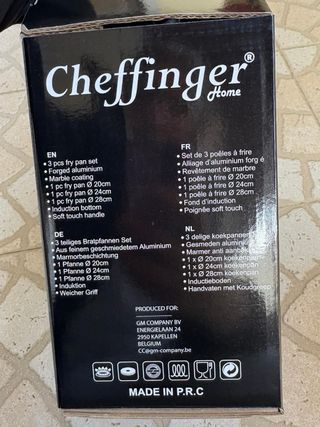 Cheffinger®
Home
EN
• 3 pcs fry pan set
• Forged aluminium
• Marble coating
• 1 pc fry pan Ø 20cm
• 1 pc fry pan Ø 24cm
• 1 pc fry pan Ø 28cm
• Induction bottom
• Soft touch handle
FR
• Set de 3 poêles à frire
• Alliage d'aluminium forg é
• Revêtement de marbre
• 1 poêle à frire Ø 20cm
• 1 poêle à frire Ø 24cm
• 1 poêle à frire Ø 28cm
• Fond d'induction
• Poignée soft touch
DE
• 3 teiliges Bratpfannen Set
• Aus feinem geschmiedetem Aluminium
• Marmorbeschichtung
• 1 Pfanne Ø 20cm
• 1 Pfanne Ø 24cm
• 1 Pfanne Ø 28cm
• Induktion
• Weicher Griff
NL
• 3 delige koekpannen
• Gesmeden alumini
• Marmer anti aanbak
• 1 x Ø 20cm koekenpan
• 1 x Ø 24cm koekenpan
• 1 x Ø 28cm koekenpan
• Inductieboden
• Handvaten met Koudgreep
PRODUCED FOR:
GM COMPANY BV
ENERGIELAAN 24
2950 KAPELLEN
BELGIUM
CC@gm-company.be
MADE IN P.R.C